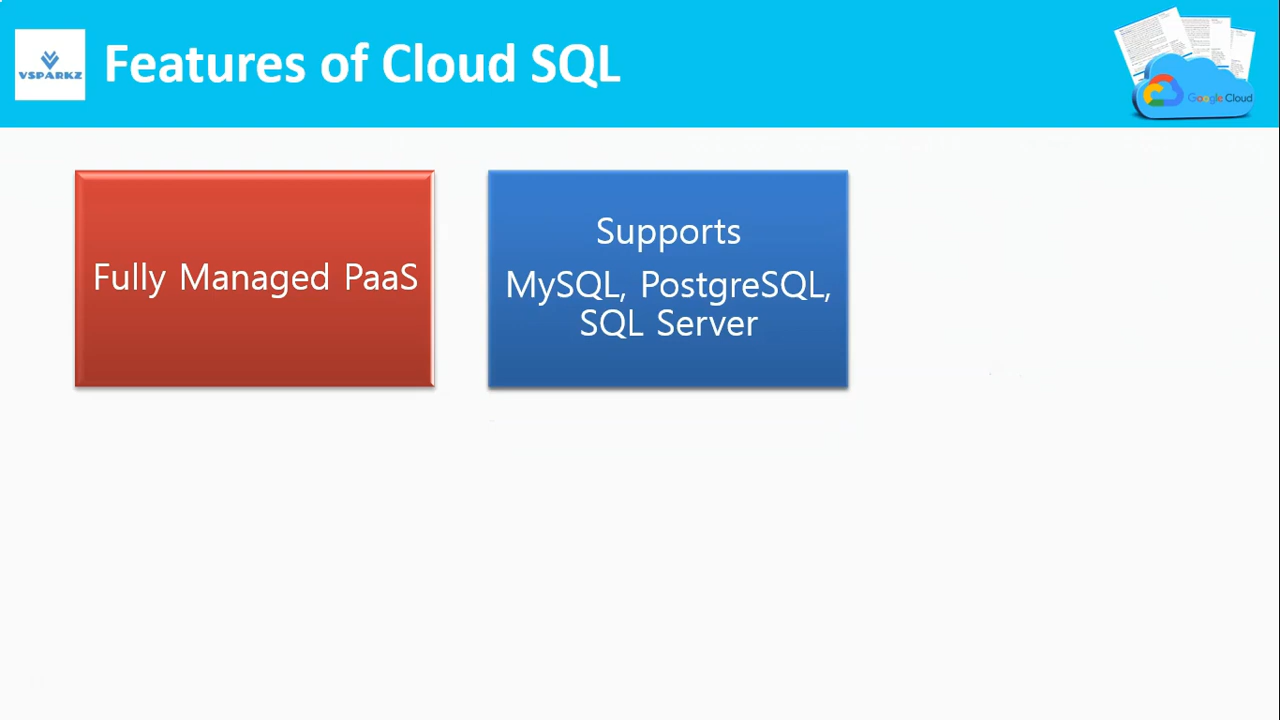 VSPARKZ
Features of Cloud SQL
Google Cloud
Fully Managed PaaS
Supports
MySQL, PostgreSQL,
SQL Server